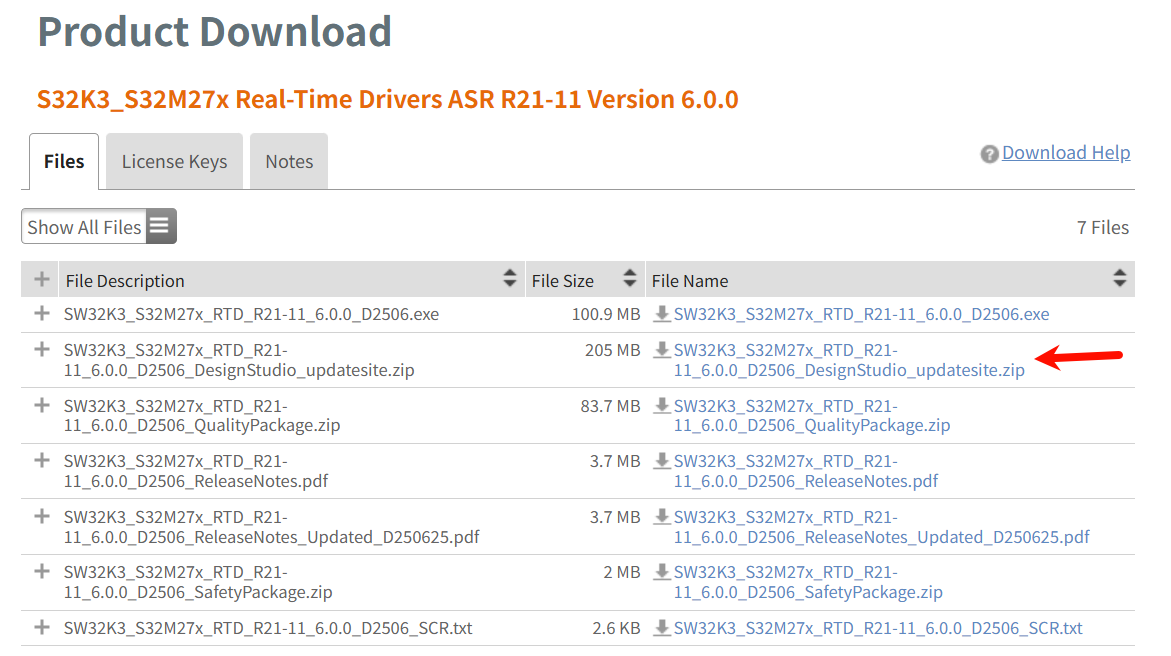 Product Download
S32K3_S32M27x Real-Time Drivers ASR R21-11 Version 6.0.0
Files License Keys Notes
? Download Help
Show All Files
7 Files
+ File Description File Size File Name
+ SW32K3_S32M27x_RTD_R21-11_6.0.0_D2506.exe 100.9 MB SW32K3_S32M27x_RTD_R21-11_6.0.0_D2506.exe
+ SW32K3_S32M27x_RTD_R21- 205 MB SW32K3_S32M27x_RTD_R21-
11_6.0.0_D2506_DesignStudio_updatesite.zip 11_6.0.0_D2506_DesignStudio_updatesite.zip
+ SW32K3_S32M27x_RTD_R21- 83.7 MB SW32K3_S32M27x_RTD_R21-
11_6.0.0_D2506_QualityPackage.zip 11_6.0.0_D2506_QualityPackage.zip
+ SW32K3_S32M27x_RTD_R21- 3.7 MB SW32K3_S32M27x_RTD_R21-
11_6.0.0_D2506_ReleaseNotes.pdf 11_6.0.0_D2506_ReleaseNotes.pdf
+ SW32K3_S32M27x_RTD_R21- 3.7 MB SW32K3_S32M27x_RTD_R21-
11_6.0.0_D2506_ReleaseNotes_Updated_D250625.pdf 11_6.0.0_D2506_ReleaseNotes_Updated_D250625.pdf
+ SW32K3_S32M27x_RTD_R21- 2 MB SW32K3_S32M27x_RTD_R21-
11_6.0.0_D2506_SafetyPackage.zip 11_6.0.0_D2506_SafetyPackage.zip
+ SW32K3_S32M27x_RTD_R21-11_6.0.0_D2506_SCR.txt 2.6 KB SW32K3_S32M27x_RTD_R21-11_6.0.0_D2506_SCR.txt